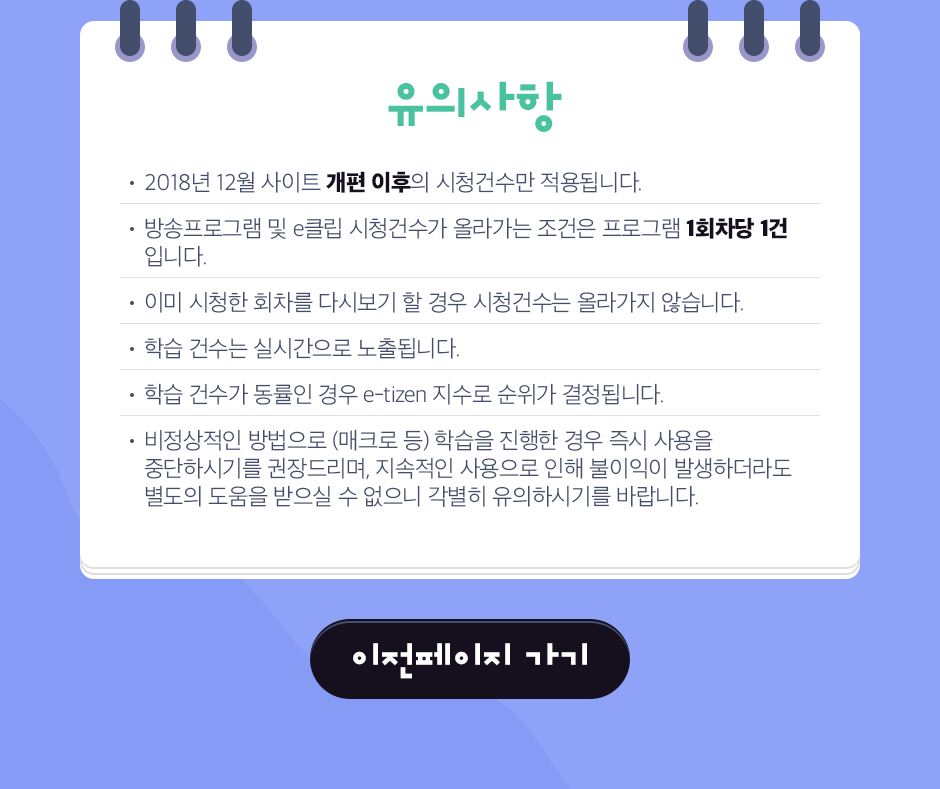 유의사항
• 2018년 12월 사이트 개편 이후의 시청건수만 적용됩니다.
• 방송프로그램 및 e클립 시청건수가 올라가는 조건은 프로그램 1회차당 1건
입니다.
• 이미 시청한 회차를 다시보기 할 경우 시청건수는 올라가지 않습니다.
• 학습 건수는 실시간으로 노출됩니다.
• 학습 건수가 동률인 경우 e-tizen 지수로 순위가 결정됩니다.
• 비정상적인 방법으로 (매크로 등) 학습을 진행한 경우 즉시 사용을
중단하시기를 권장드리며, 지속적인 사용으로 인해 불이익이 발생하더라도
별도의 도움을 받으실 수 없으니 각별히 유의하시기를 바랍니다.
이전페이지 가기